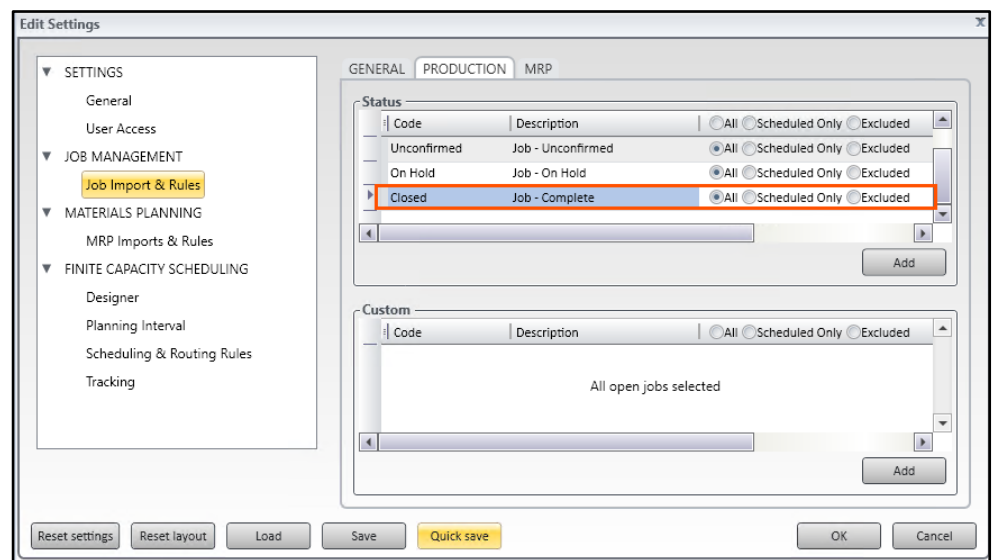 Edit Settings
SETTINGS
General
User Access
JOB MANAGEMENT
Job Import & Rules
MATERIALS PLANNING
MRP Imports & Rules
FINITE CAPACITY SCHEDULING
Designer
Planning Interval
Scheduling & Routing Rules
Tracking
GENERAL PRODUCTION MRP
Status
Code Description All Scheduled Only Excluded
Unconfirmed Job - Unconfirmed All Scheduled Only Excluded
On Hold Job - On Hold All Scheduled Only Excluded
Closed Job - Complete All Scheduled Only Excluded
Add
Custom
Code Description All Scheduled Only Excluded
All open jobs selected
Add
Reset settings Reset layout Load Save Quick save OK Cancel